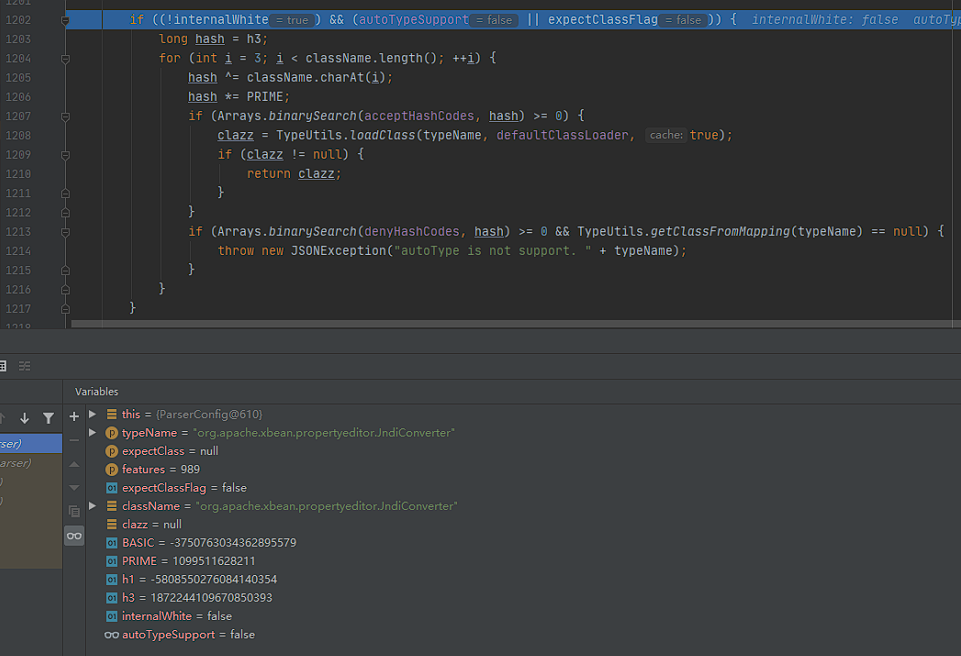 1201
1202 if ((!internalWhite = true ) && (autoTypeSupport = false || expectClassFlag = false )) { internalWhite: false autoTyp
1203 long hash = h3;
1204 for (int i = 3; i < className.length(); ++i) {
1205 hash ^= className.charAt(i);
1206 hash *= PRIME;
1207 if (Arrays.binarySearch(acceptHashCodes, hash) >= 0) {
1208 clazz = TypeUtils.loadClass(typeName, defaultClassLoader, cache: true);
1209 if (clazz != null) {
1210 return clazz;
1211 }
1212 }
1213 if (Arrays.binarySearch(denyHashCodes, hash) >= 0 && TypeUtils.getClassFromMapping(typeName) == null) {
1214 throw new JSONException("autoType is not support. " + typeName);
1215 }
1216 }
1217 }
1218
Variables
this = {ParserConfig@610}
typeName = "org.apache.xbean.propertyeditor.JndiConverter"
rser) expectClass = null
arser) features = 989
) expectClassFlag = false
) className = "org.apache.xbean.propertyeditor.JndiConverter"
clazz = null
BASIC = -3750763034362895579
PRIME = 1099511628211
h1 = -5808550276084140354
h3 = 1872244109670850393
internalWhite = false
autoTypeSupport = false